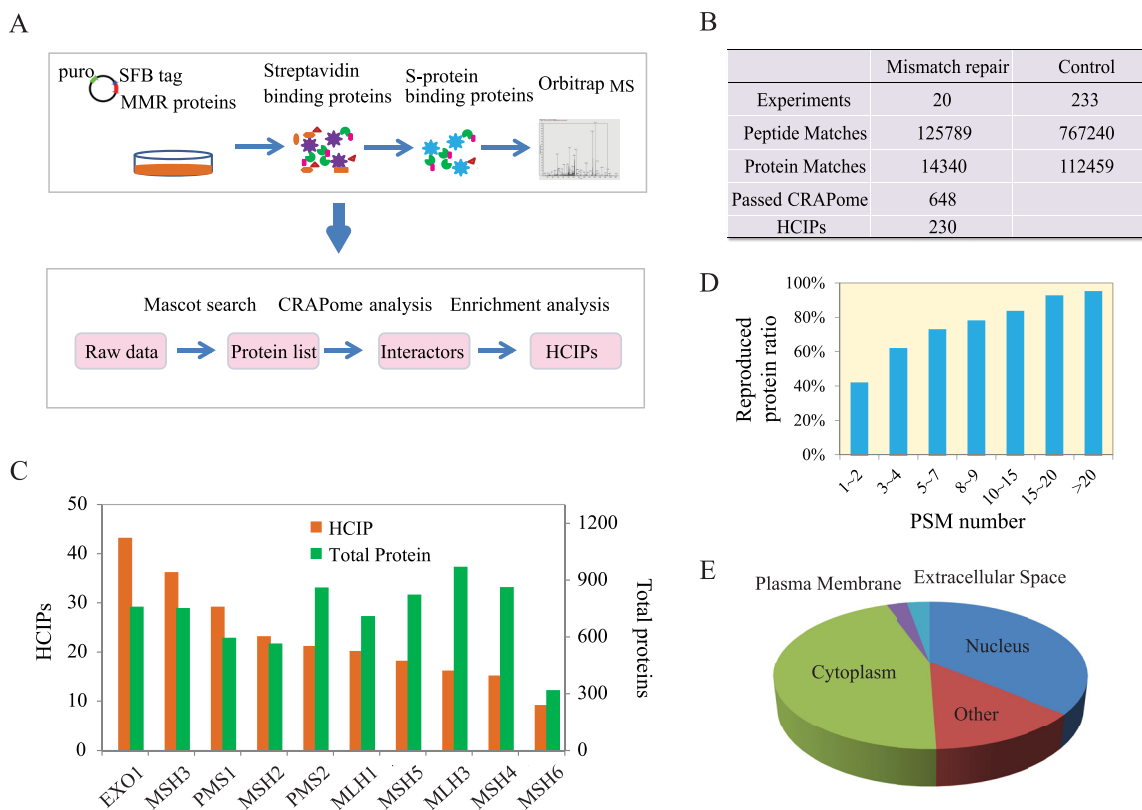 A
puro
SFB tag
MMR proteins
Streptavidin
binding proteins
S-protein
binding proteins
Orbitrap MS
Mascot search
CRAPome analysis
Enrichment analysis
Raw data
Protein list
Interactors
HCIPs
B
Mismatch repair Control
Experiments 20 233
Peptide Matches 125789 767240
Protein Matches 14340 112459
Passed CRAPome 648
HCIPs 230
C
50
40
30
20
10
0
HCIPs
HCIP
Total Protein
1200
900
600
300
0
Total proteins
EXO1
MSH3
PMS1
MSH2
PMS2
MLH1
MSH5
MLH3
MSH4
MSH6
D
100%
80%
60%
40%
20%
0%
Reproduced
protein ratio
1~2
3~4
5~7
8~9
10~15
15~20
>20
PSM number
E
Plasma Membrane
Extracellular Space
Nucleus
Cytoplasm
Other